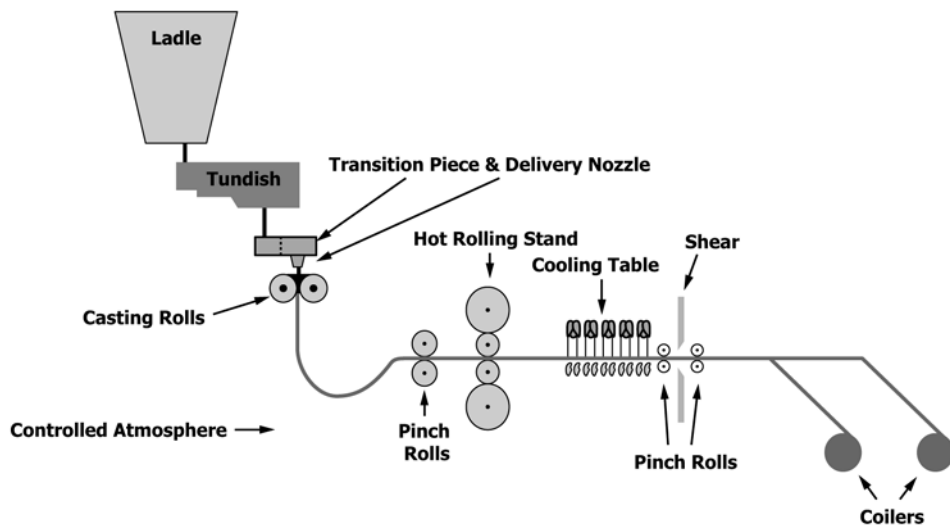 Ladle
Tundish
Transition Piece & Delivery Nozzle
Hot Rolling Stand
Shear
Cooling Table
Casting Rolls
Controlled Atmosphere
Pinch
Rolls
Pinch Rolls
Coilers